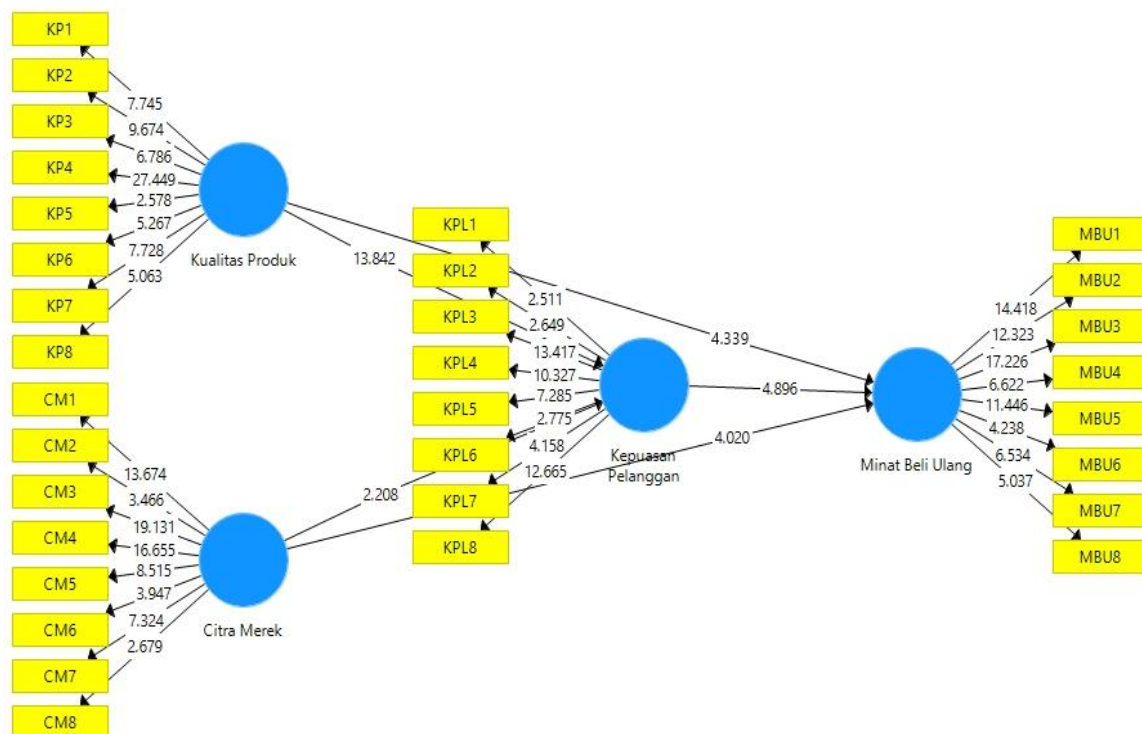 KP1
KP2
KP3
KP4
KP5
KP6
KP7
KP8
7.745
9.674
6.786
27.449
2.578
5.267
7.728
5.063
Kualitas Produk
CM1
CM2
CM3
CM4
CM5
CM6
CM7
CM8
13.674
3.466
19.131
16.655
8.515
3.947
7.324
2.679
Citra Merek
13.842
2.208
KPL1
KPL2
KPL3
KPL4
KPL5
KPL6
KPL7
KPL8
2.511
2.649
13.417
10.327
7.285
2.775
4.158
12.665
Kepuasan
Pelanggan
4.339
4.896
4.020
Minat Beli Ulang
14.418
12.323
17.226
6.622
11.446
4.238
6.534
5.037
MBU1
MBU2
MBU3
MBU4
MBU5
MBU6
MBU7
MBU8